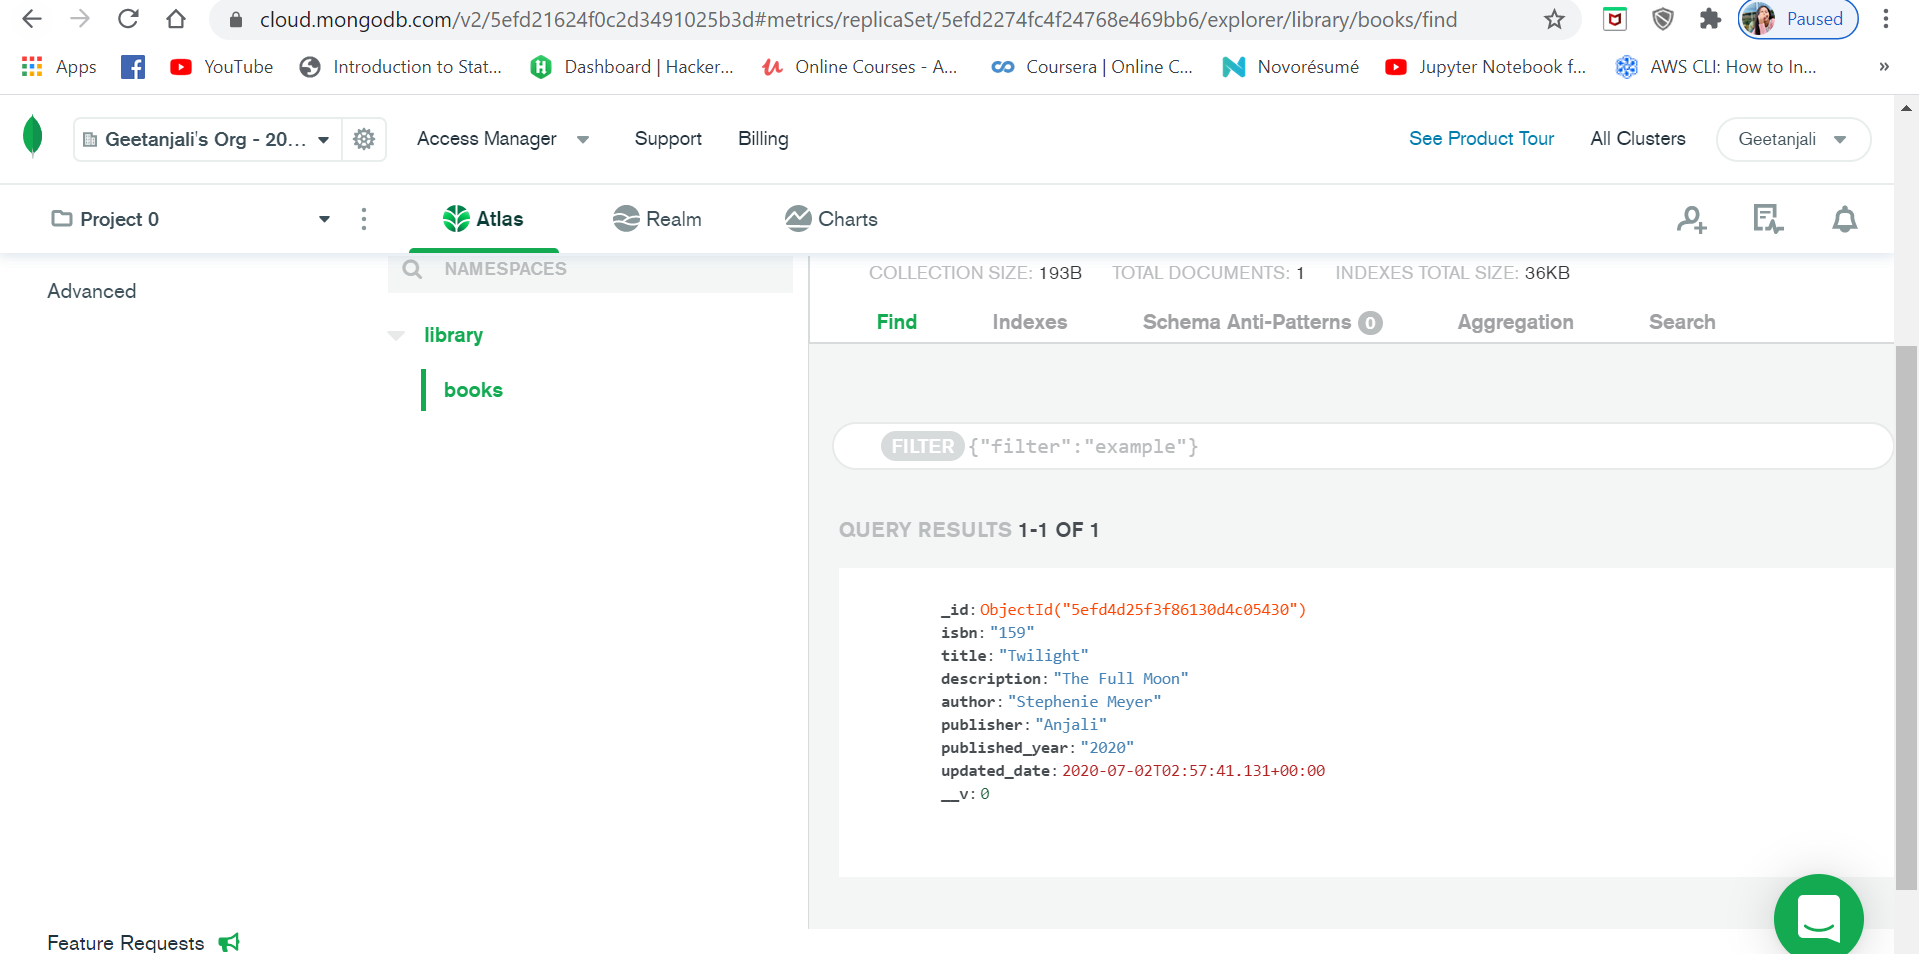 cloud.mongodb.com/v2/5efd21624f0c2d3491025b3d#metrics/replicaSet/5efd2274fc4f24768e469bb6/explorer/library/books/find
Paused
Apps
YouTube
Introduction to Stat...
Dashboard | Hacker...
Online Courses - A...
Coursera | Online C...
Novorésumé
Jupyter Notebook f...
AWS CLI: How to In...
»
Geetanjali's Org - 20...
Access Manager
Support
Billing
See Product Tour
All Clusters
Geetanjali
Project 0
Atlas
Realm
Charts
Advanced
NAMESPACES
library
books
COLLECTION SIZE: 193B TOTAL DOCUMENTS: 1 INDEXES TOTAL SIZE: 36KB
Find
Indexes
Schema Anti-Patterns 0
Aggregation
Search
FILTER {"filter":"example"}
QUERY RESULTS 1-1 OF 1
_id: ObjectId("5efd4d25f3f86130d4c05430")
isbn: "159"
title: "Twilight"
description: "The Full Moon"
author: "Stephenie Meyer"
publisher: "Anjali"
published_year: "2020"
updated_date: 2020-07-02T02:57:41.131+00:00
__v: 0
Feature Requests